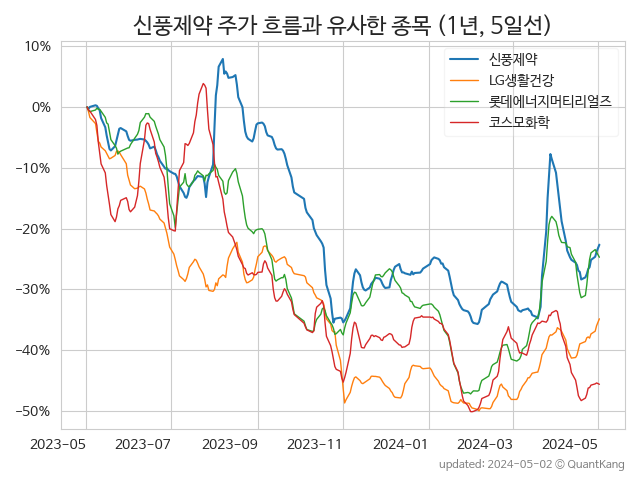 신풍제약 주가 흐름과 유사한 종목 (1년, 5일선)
10%
0%
−10%
−20%
−30%
−40%
−50%
신풍제약
LG생활건강
롯데에너지머티리얼즈
코스모화학
2023-05 2023-07 2023-09 2023-11 2024-01 2024-03 2024-05
updated: 2024-05-02 © QuantKang